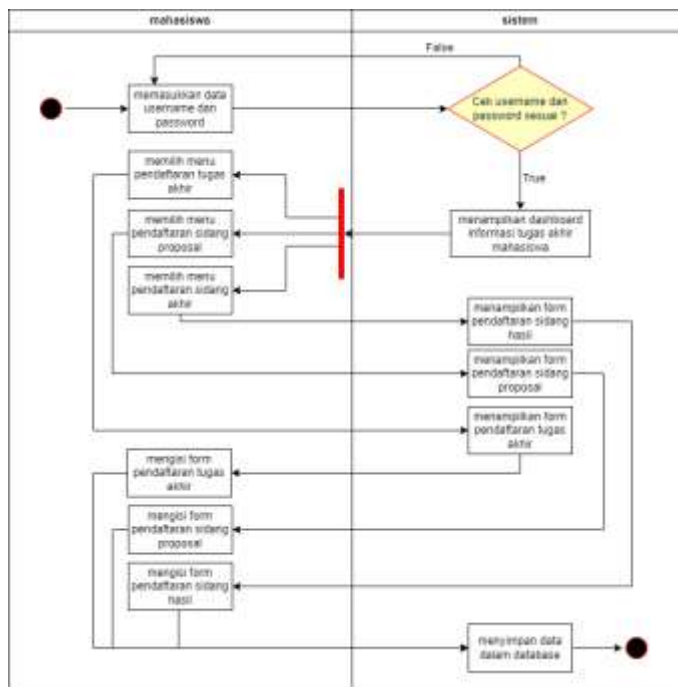 mahasiswa
sistem
False
memasukkan data
username dan
password
Cek username dan
password sesuai ?
True
memilih menu
pendaftaran tugas
akhir
memilih menu
pendaftaran sidang
proposal
memilih menu
pendaftaran sidang
akhir
menampilkan dashboard
informasi tugas akhir
mahasiswa
menampilkan form
pendaftaran sidang
hasil
menampilkan form
pendaftaran sidang
proposal
menampilkan form
pendaftaran tugas
akhir
mengisi form
pendaftaran tugas
akhir
mengisi form
pendaftaran sidang
proposal
mengisi form
pendaftaran sidang
hasil
menyimpan data
dalam database